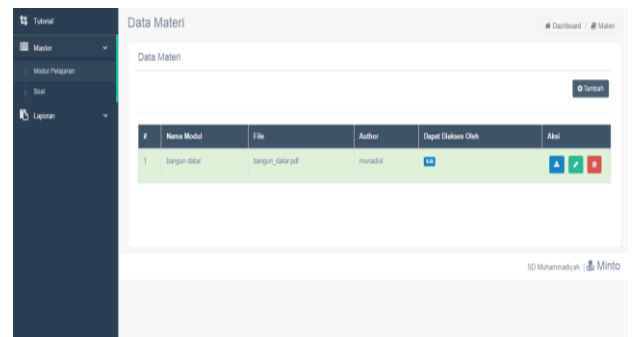 Tutorial
Master
Modul Pelajaran
Soal
Laporan
Data Materi
Dashboard / Materi
Data Materi
Tambah
# Nama Modul File Author Dapat Diakses Oleh Aksi
1 bangun datar bangun_datar.pdf munadiul
SD Muhammadiyah. | Minto